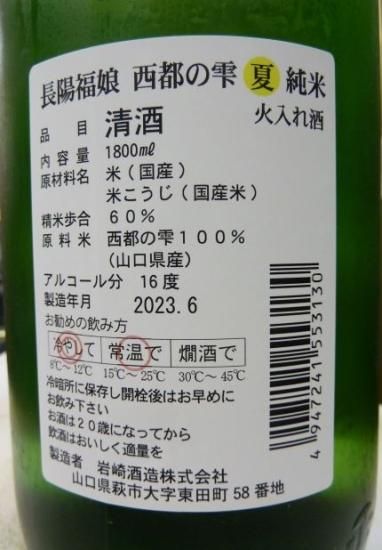 長陽福娘 西都の雫 夏 純米
火入れ酒
品目 清酒
内容量 1800ml
原材料名 米(国産)
米こうじ(国産米)
精米歩合 60%
原料米 西都の雫100%
(山口県産)
アルコール分 16度
製造年月 2023.6
お勧めの飲み方
冷やして 常温で 燗酒で
8℃～12℃ 15℃～25℃ 30℃～45℃
冷暗所に保存し開栓後はお早めに
お飲み下さい
お酒は20歳になってから
飲酒はおいしく適量を
製造者 岩崎酒造株式会社
山口県萩市大字東田町58番地
4947241553130